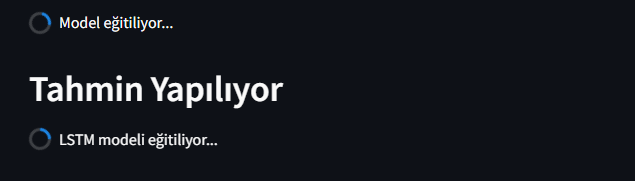 Model eğitiliyor...
Tahmin Yapılıyor
LSTM modeli eğitiliyor...